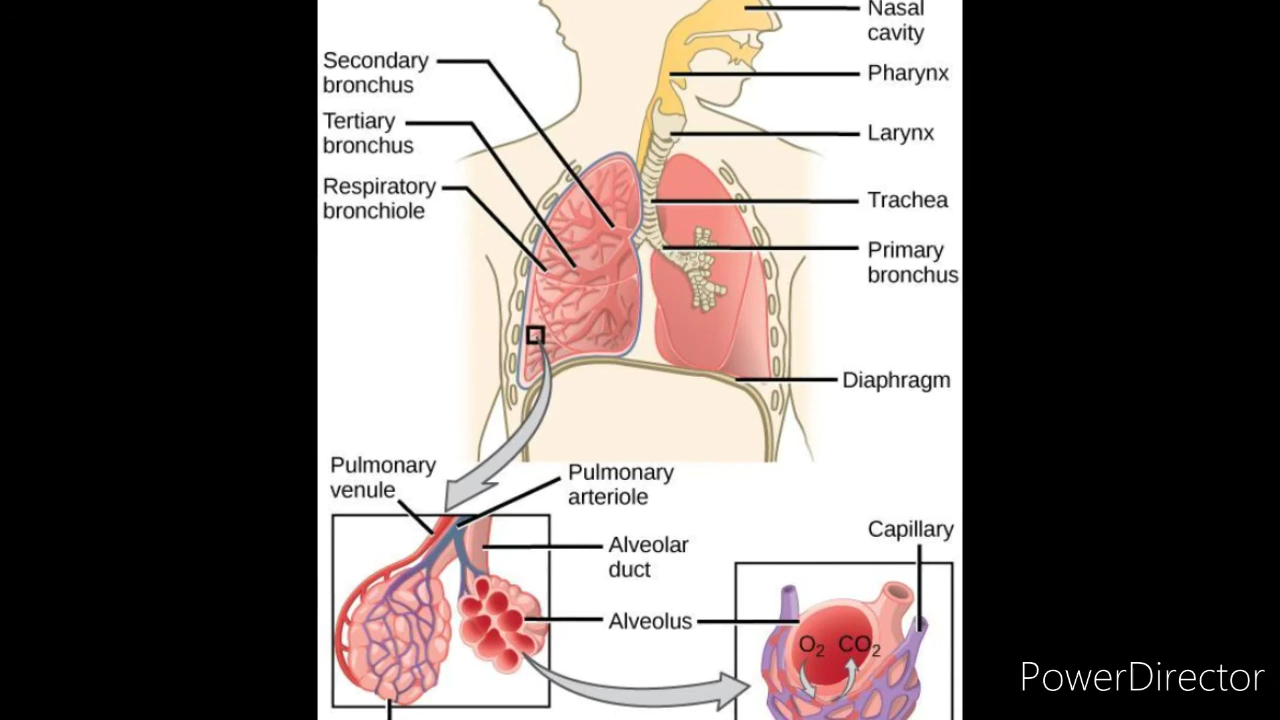 Nasal
cavity
Secondary
bronchus
Pharynx
Tertiary
bronchus
Larynx
Respiratory
bronchiole
Trachea
Primary
bronchus
Diaphragm
Pulmonary
venule
Pulmonary
arteriole
Capillary
Alveolar
duct
Alveolus
O₂ CO₂
PowerDirector